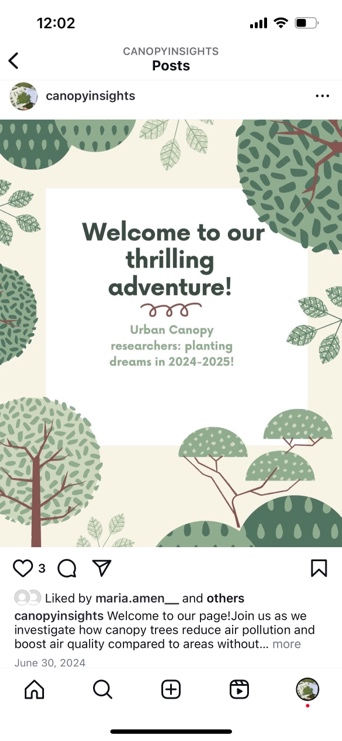 12:02
CANOPYINSIGHTS
Posts
canopyinsights
Welcome to our
thrilling
adventure!
Urban Canopy
researchers: planting
dreams in 2024-2025!
3
Liked by maria.amen__ and others
canopyinsights Welcome to our page!Join us as we
investigate how canopy trees reduce air pollution and
boost air quality compared to areas without... more
June 30, 2024